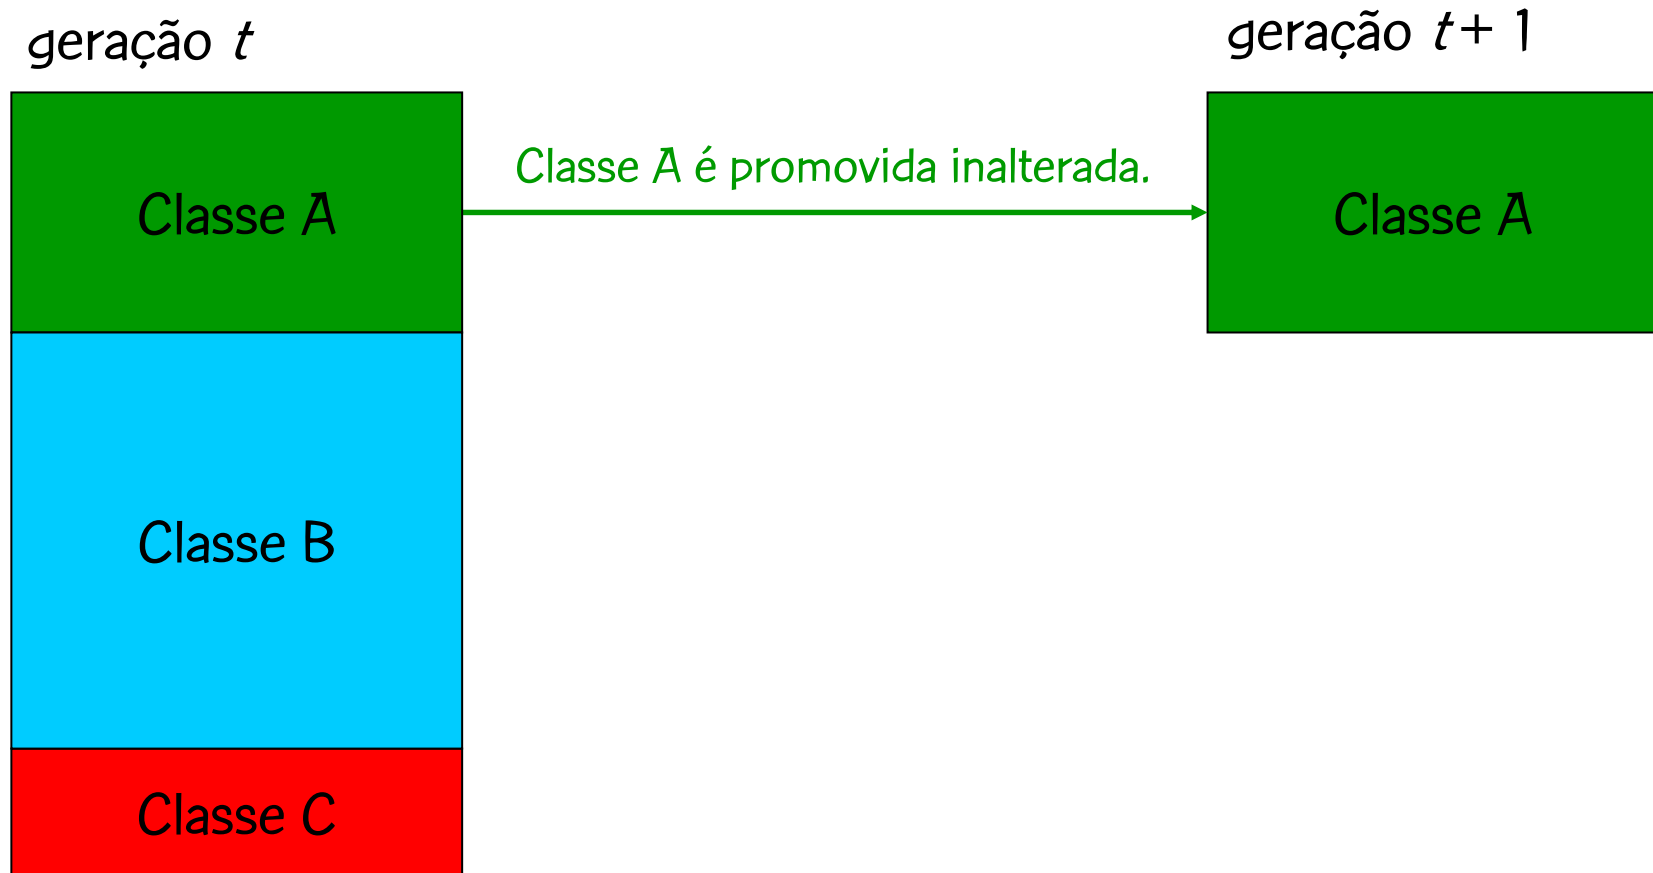 geração t
geração t + 1
Classe A é promovida inalterada.
Classe A
Classe A
Classe B
Classe C